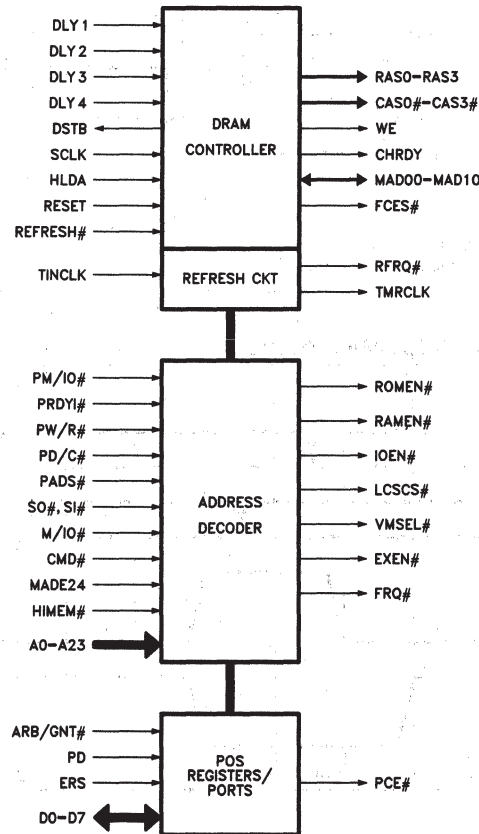 DLY 1
DLY 2
DLY 3
DLY 4
DSTB
SCLK
HLDA
RESET
REFRESH#
TINCLK
DRAM
CONTROLLER
REFRESH CKT
RAS0-RAS3
CAS0#-CAS3#
WE
CHRDY
MAD00-MAD10
FCES#
RFRQ#
TMRCLK
PM/IO#
PRDYI#
PW/R#
PD/C#
PADS#
SO#, SI#
M/IO#
CMD#
MADE24
HIMEM#
A0-A23
ADDRESS
DECODER
ROMEN#
RAMEN#
IOEN#
LCSCS#
VMSEL#
EXEN#
FRQ#
ARB/GNT#
PD
ERS
D0-D7
POS
REGISTERS/
PORTS
PCE#